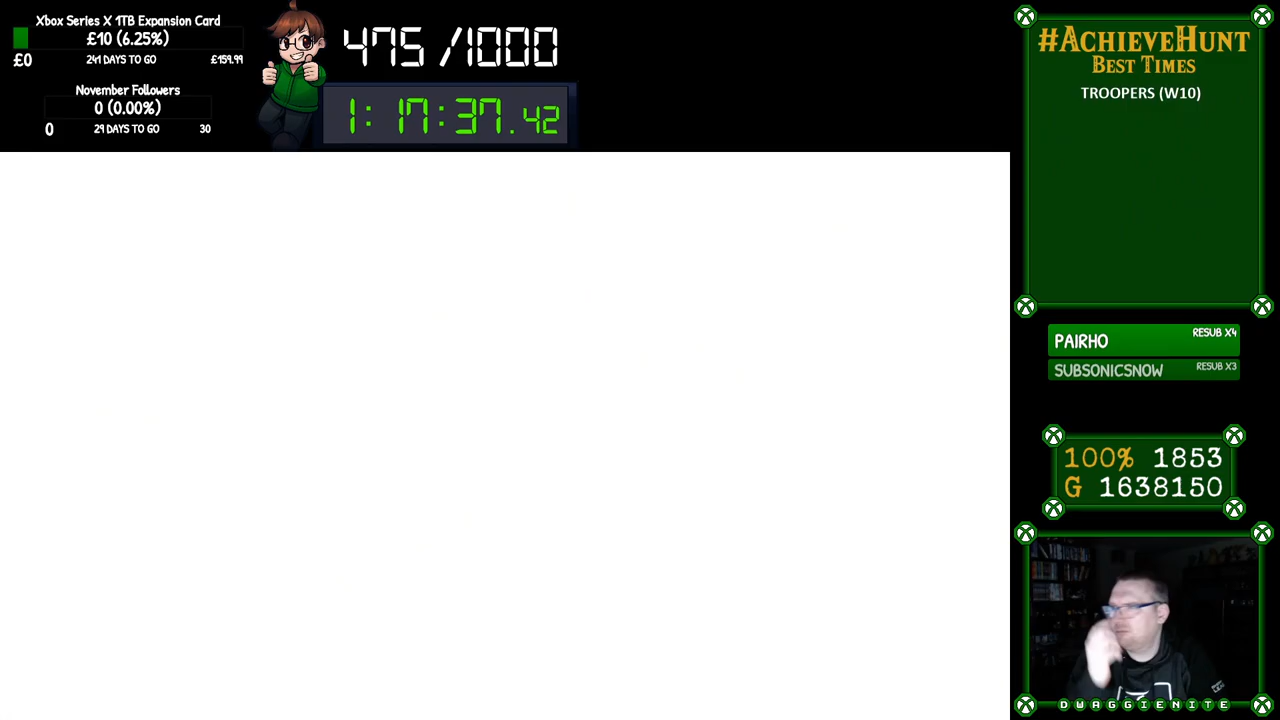 Xbox Series X 1TB Expansion Card
£10 (6.25%)
£0
241 DAYS TO GO
£159.99
November Followers
0 (0.00%)
0
29 DAYS TO GO
30
475 /1000
1:17:37.42
#ACHIEVEHUNT
BEST TIMES
TROOPERS (W10)
PAIRHO
RESUB X4
SUBSONICSNOW
RESUB X3
100% 1853
G 1638150
DWAGGIENITE